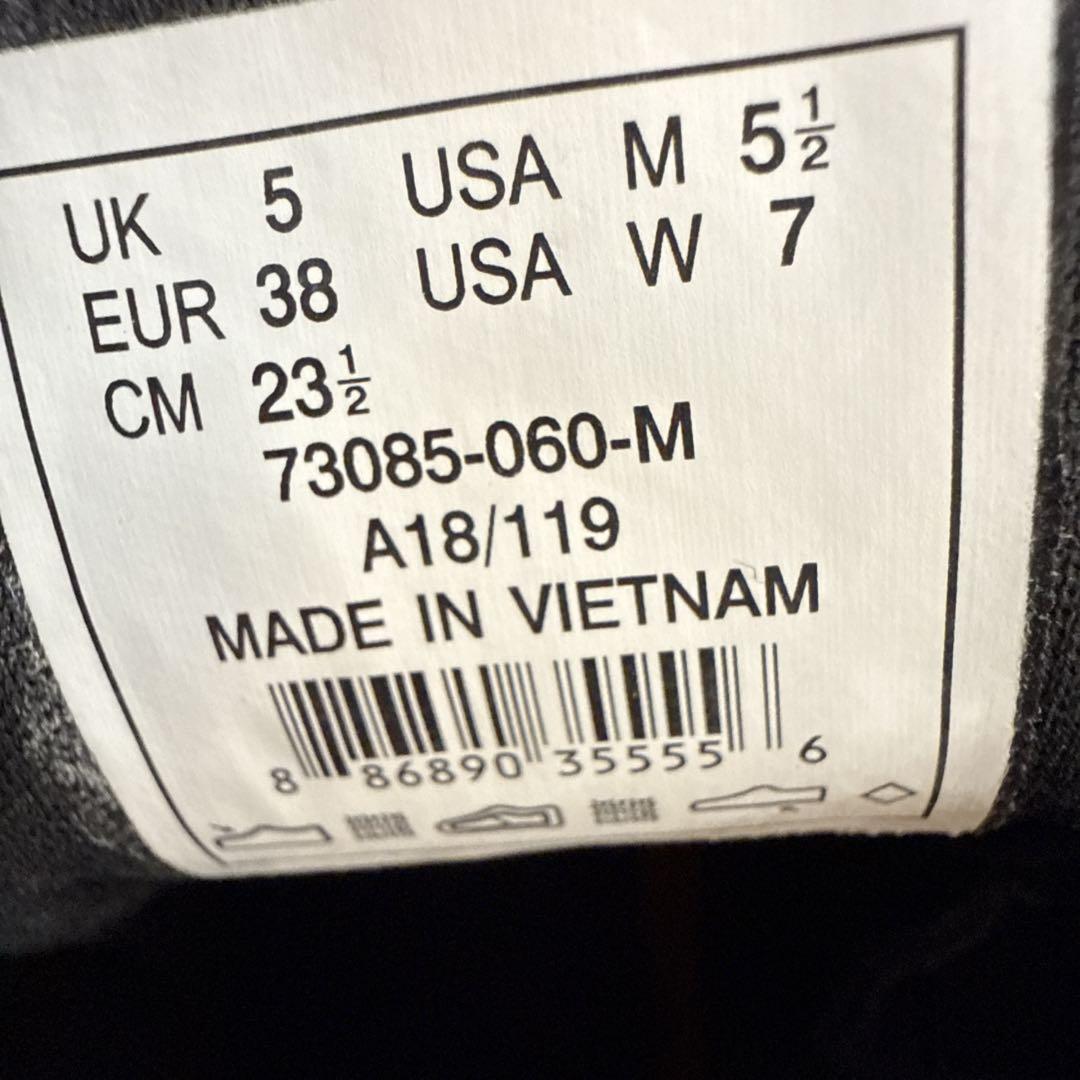 UK 5 USA M 5½
EUR 38 USA W 7
CM 23½
73085-060-M
A18/119
MADE IN VIETNAM
8 86890 35555 6